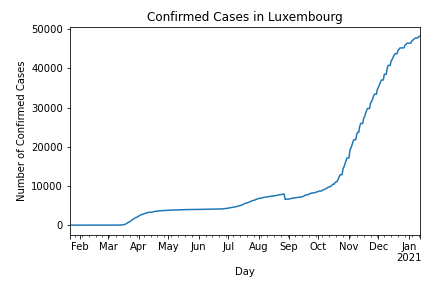 Confirmed Cases in Luxembourg
50000
40000
30000
20000
10000
0
Number of Confirmed Cases
Feb Mar Apr May Jun Jul Aug Sep Oct Nov Dec Jan
2021
Day